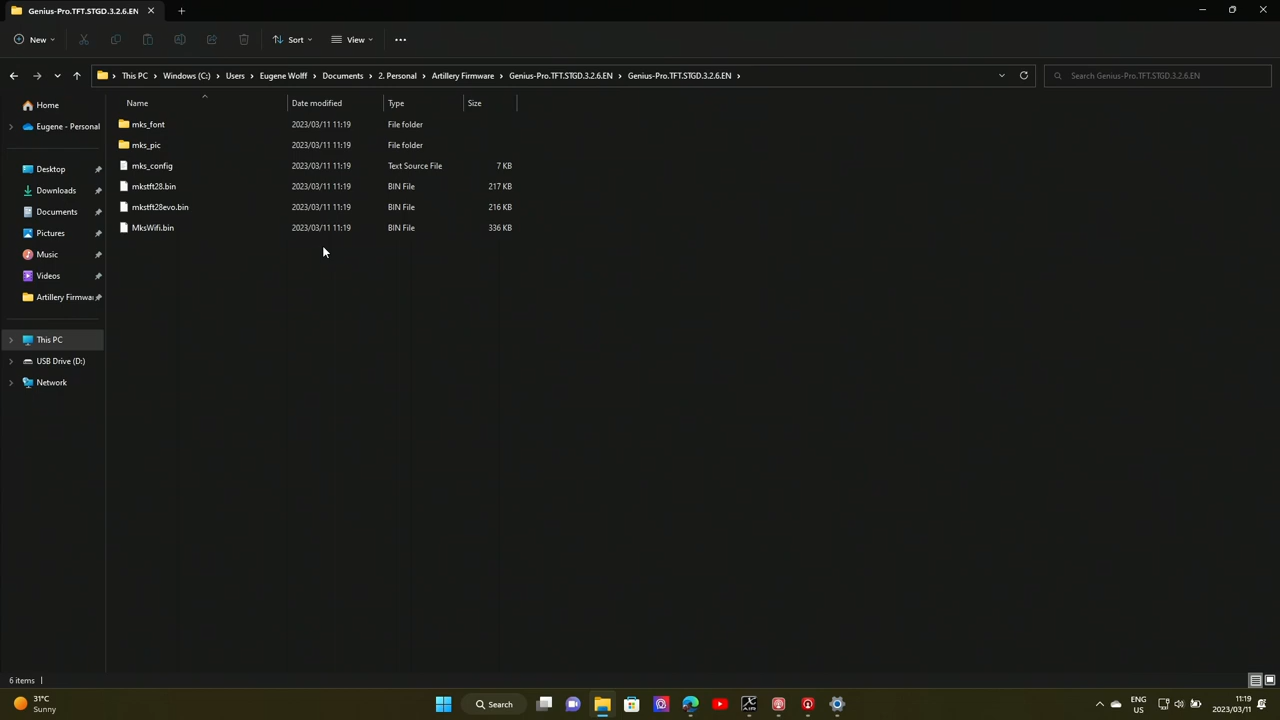 Genius-Pro.TFT.STGD.3.2.6.EN
New Sort View
This PC Windows (C:) Users Eugene Wolff Documents 2. Personal Artillery Firmware Genius-Pro.TFT.STGD.3.2.6.EN Genius-Pro.TFT.STGD.3.2.6.EN Search Genius-Pro.TFT.STGD.3.2.6.EN
Name Date modified Type Size
Home
Eugene - Personal
Desktop
Downloads
Documents
Pictures
Music
Videos
Artillery Firmwa
This PC
USB Drive (D:)
Network
mks_font 2023/03/11 11:19 File folder
mks_pic 2023/03/11 11:19 File folder
mks_config 2023/03/11 11:19 Text Source File 7 KB
mkstft28.bin 2023/03/11 11:19 BIN File 217 KB
mkstft28evo.bin 2023/03/11 11:19 BIN File 216 KB
MksWifi.bin 2023/03/11 11:19 BIN File 336 KB
6 items
31°C
Sunny
Search
ENG
US
11:19
2023/03/11